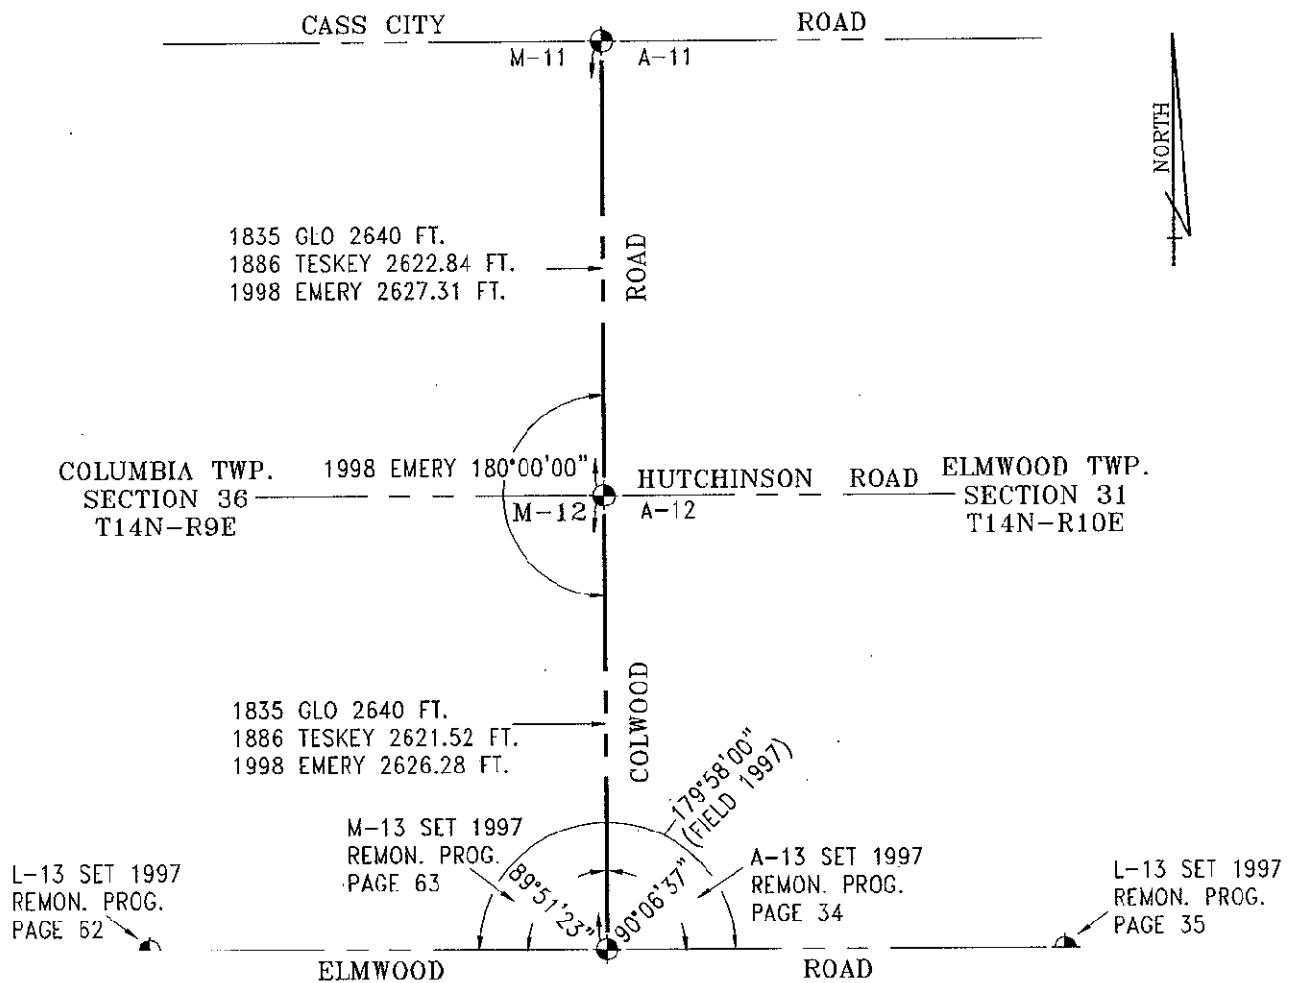 CASS CITY
ROAD
M-11
A-11
NORTH
1835 GLO 2640 FT.
1886 TESKEY 2622.84 FT.
1998 EMERY 2627.31 FT.
ROAD
COLUMBIA TWP.
SECTION 36
T14N-R9E
1998 EMERY 180°00'00"
HUTCHINSON ROAD
M-12
A-12
ELMWOOD TWP.
SECTION 31
T14N-R10E
1835 GLO 2640 FT.
1886 TESKEY 2621.52 FT.
1998 EMERY 2626.28 FT.
COLWOOD
179°58'00"
(FIELD 1997)
M-13 SET 1997
REMON. PROG.
PAGE 63
89°51'23"
90°06'37"
A-13 SET 1997
REMON. PROG.
PAGE 34
L-13 SET 1997
REMON. PROG.
PAGE 62
L-13 SET 1997
REMON. PROG.
PAGE 35
ELMWOOD
ROAD